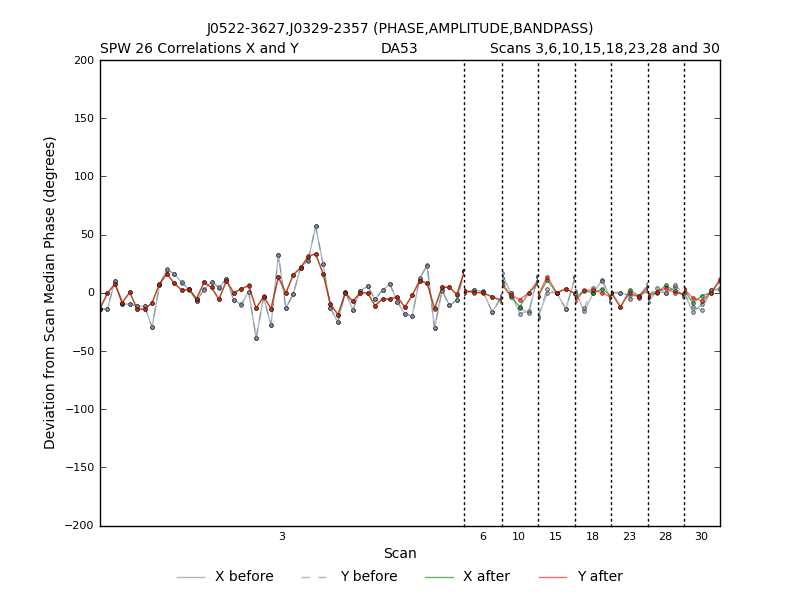 J0522-3627,J0329-2357 (PHASE,AMPLITUDE,BANDPASS)
SPW 26 Correlations X and Y DA53 Scans 3,6,10,15,18,23,28 and 30
200
150
100
50
0
−50
−100
−150
−200
Deviation from Scan Median Phase (degrees)
3 6 10 15 18 23 28 30
Scan
X before Y before X after Y after